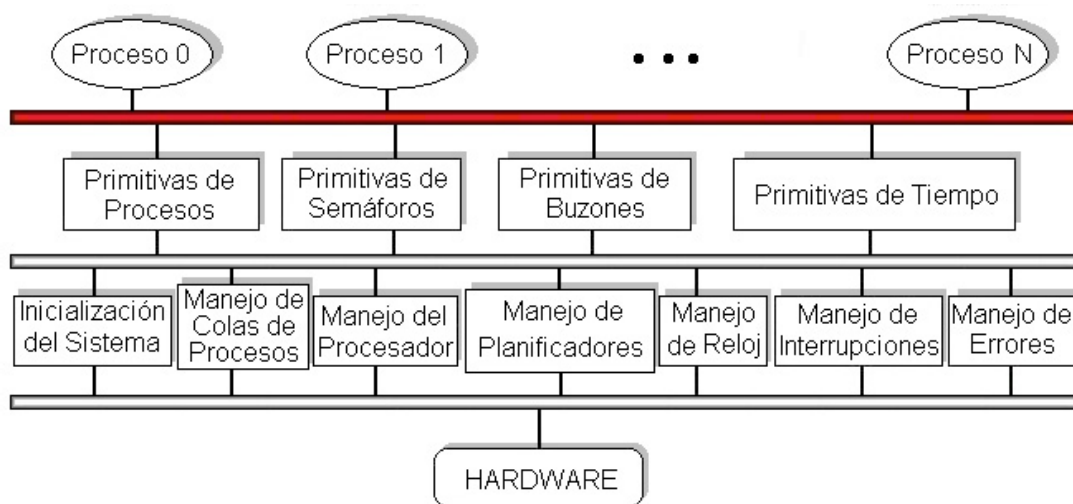 Proceso 0
Proceso 1
...
Proceso N
Primitivas de
Procesos
Primitivas de
Semáforos
Primitivas de
Buzones
Primitivas de Tiempo
Inicialización
del Sistema
Manejo de
Colas de
Procesos
Manejo del
Procesador
Manejo de
Planificadores
Manejo
de Reloj
Manejo de
Interrupciones
Manejo de
Errores
HARDWARE